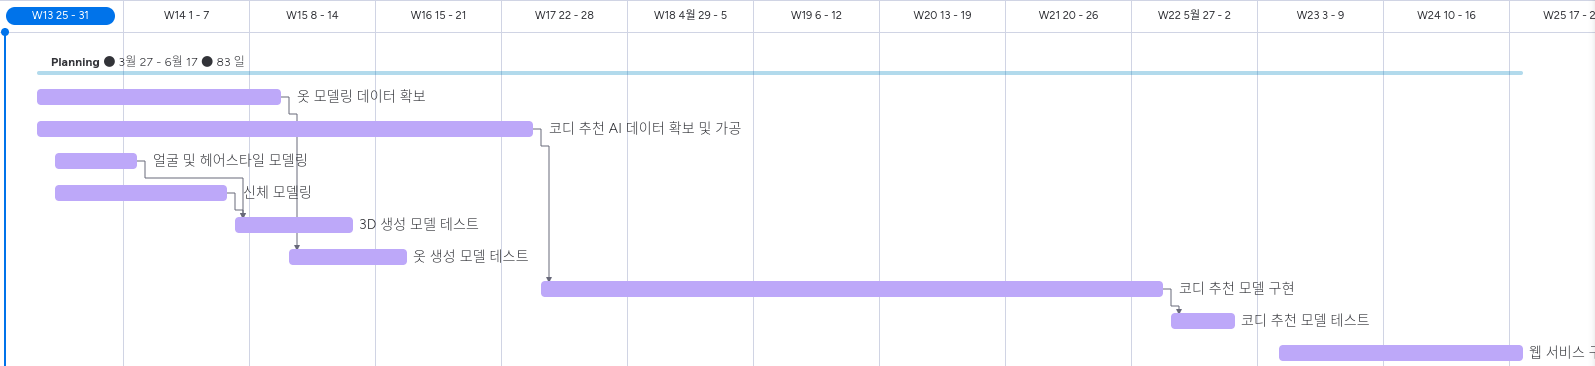 W13 25 - 31 W14 1 - 7 W15 8 - 14 W16 15 - 21 W17 22 - 28 W18 4월 29 - 5 W19 6 - 12 W20 13 - 19 W21 20 - 26 W22 5월 27 - 2 W23 3 - 9 W24 10 - 16 W25 17 - 2
Planning ● 3월 27 - 6월 17 ● 83 일
옷 모델링 데이터 확보
코디 추천 AI 데이터 확보 및 가공
얼굴 및 헤어스타일 모델링
신체 모델링
3D 생성 모델 테스트
옷 생성 모델 테스트
코디 추천 모델 구현
코디 추천 모델 테스트
웹 서비스